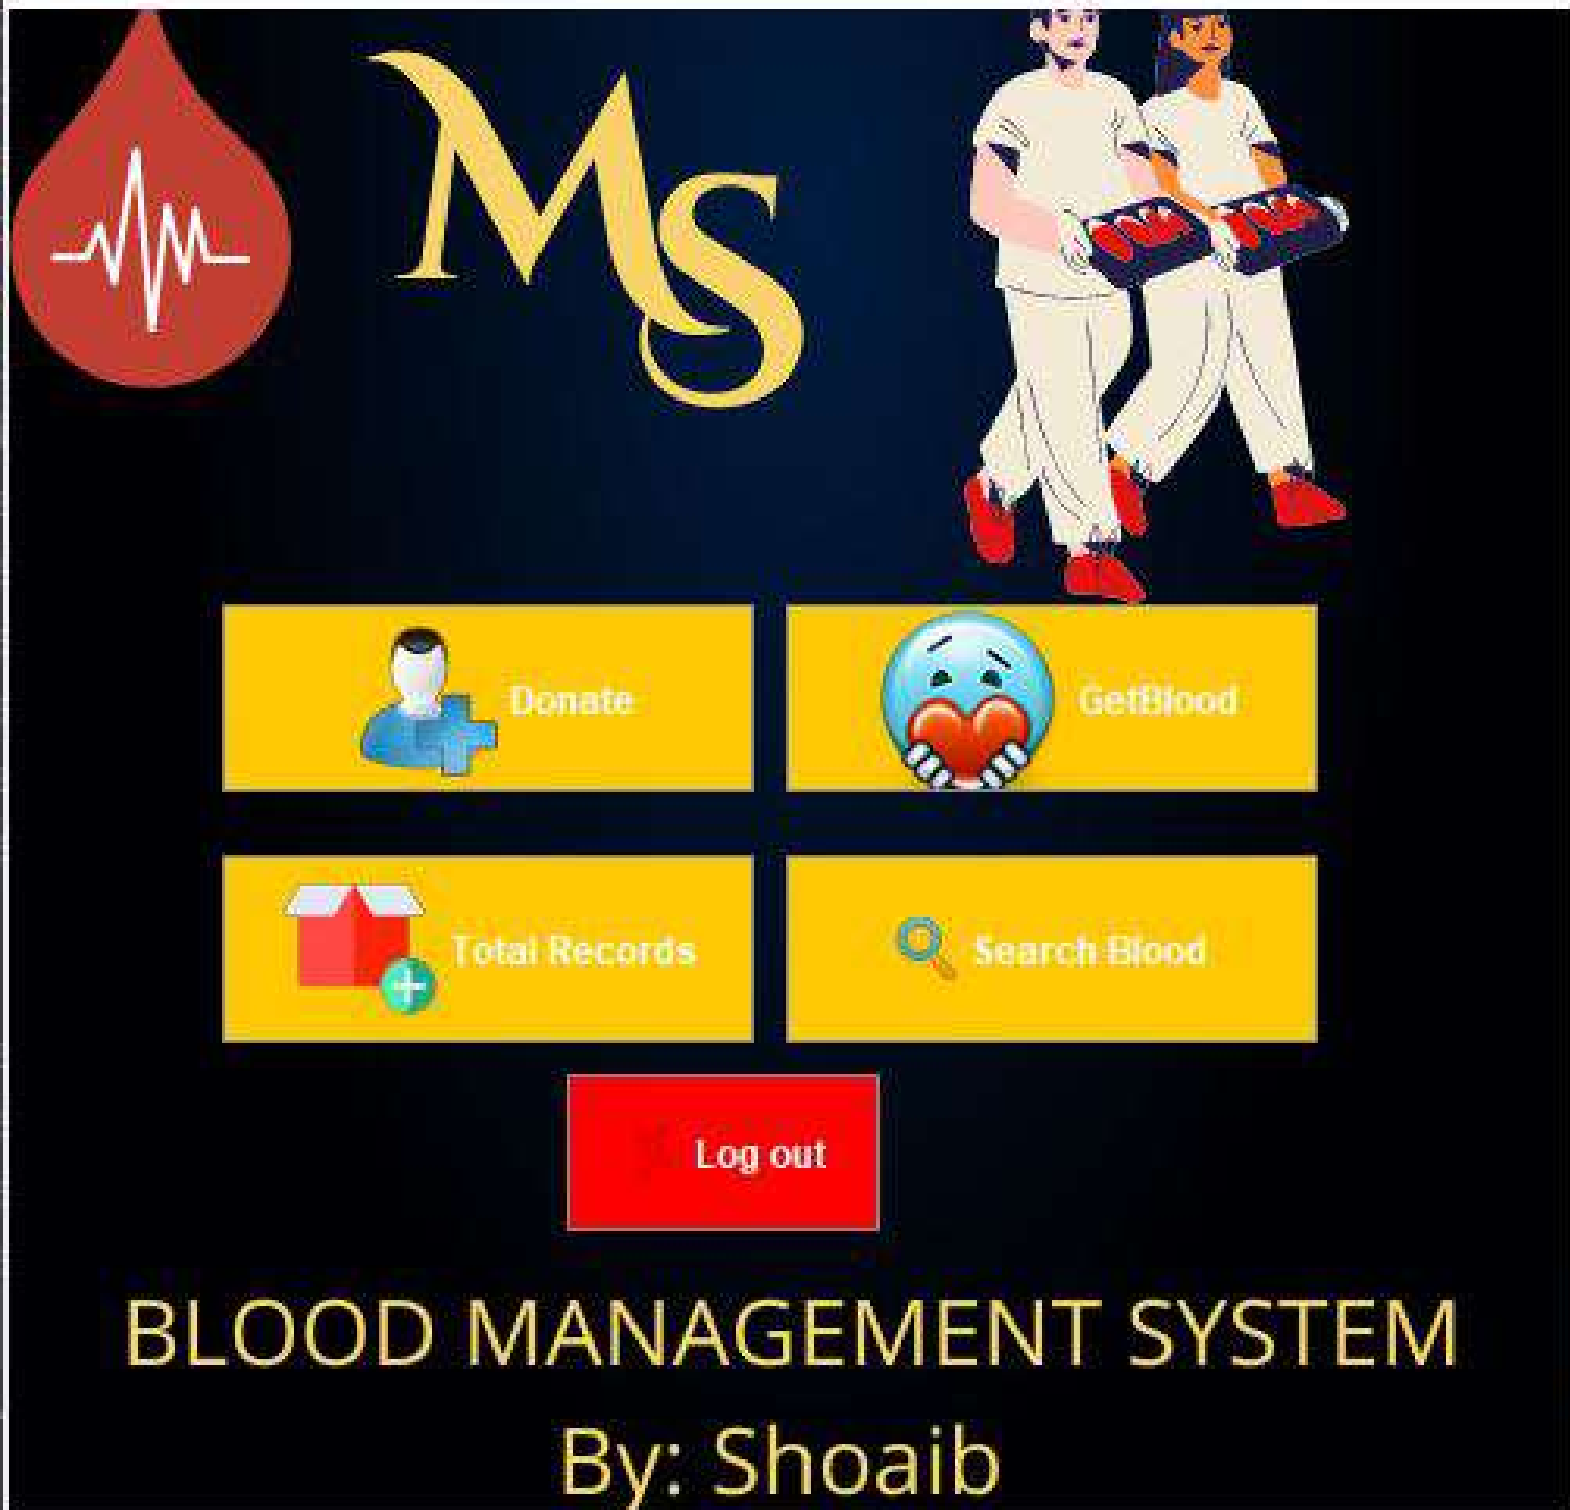 MS
Donate
GetBlood
Total Records
Search Blood
Log out
BLOOD MANAGEMENT SYSTEM
By: Shoaib